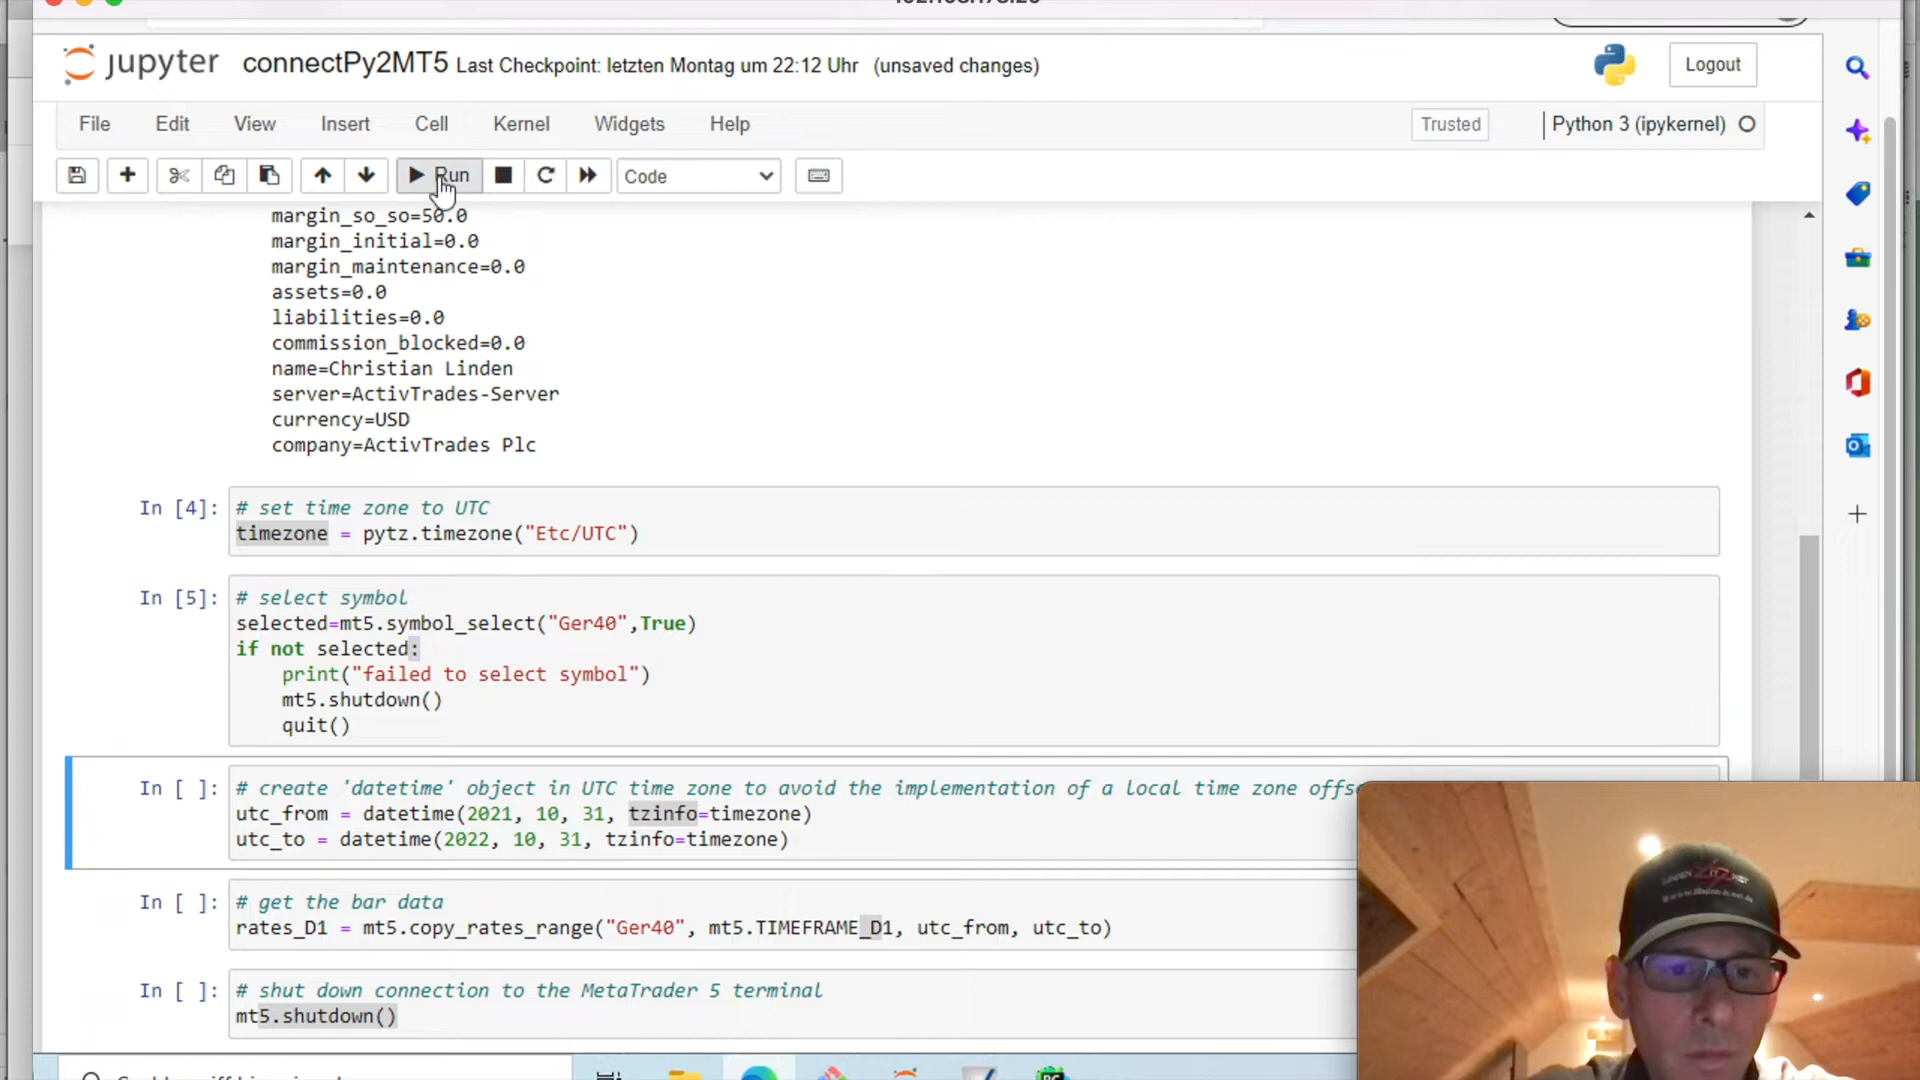 jupyter connectPy2MT5 Last Checkpoint: letzten Montag um 22:12 Uhr (unsaved changes)
Logout
File Edit View Insert Cell Kernel Widgets Help
Trusted
Python 3 (ipykernel)
Run
Code
margin_so_so=50.0
margin_initial=0.0
margin_maintenance=0.0
assets=0.0
liabilities=0.0
commission_blocked=0.0
name=Christian Linden
server=ActivTrades-Server
currency=USD
company=ActivTrades Plc
In [4]: # set time zone to UTC
timezone = pytz.timezone("Etc/UTC")
In [5]: # select symbol
selected=mt5.symbol_select("Ger40",True)
if not selected:
print("failed to select symbol")
mt5.shutdown()
quit()
In [ ]: # create 'datetime' object in UTC time zone to avoid the implementation of a local time zone offs
utc_from = datetime(2021, 10, 31, tzinfo=timezone)
utc_to = datetime(2022, 10, 31, tzinfo=timezone)
In [ ]: # get the bar data
rates_D1 = mt5.copy_rates_range("Ger40", mt5.TIMEFRAME_D1, utc_from, utc_to)
In [ ]: # shut down connection to the MetaTrader 5 terminal
mt5.shutdown()